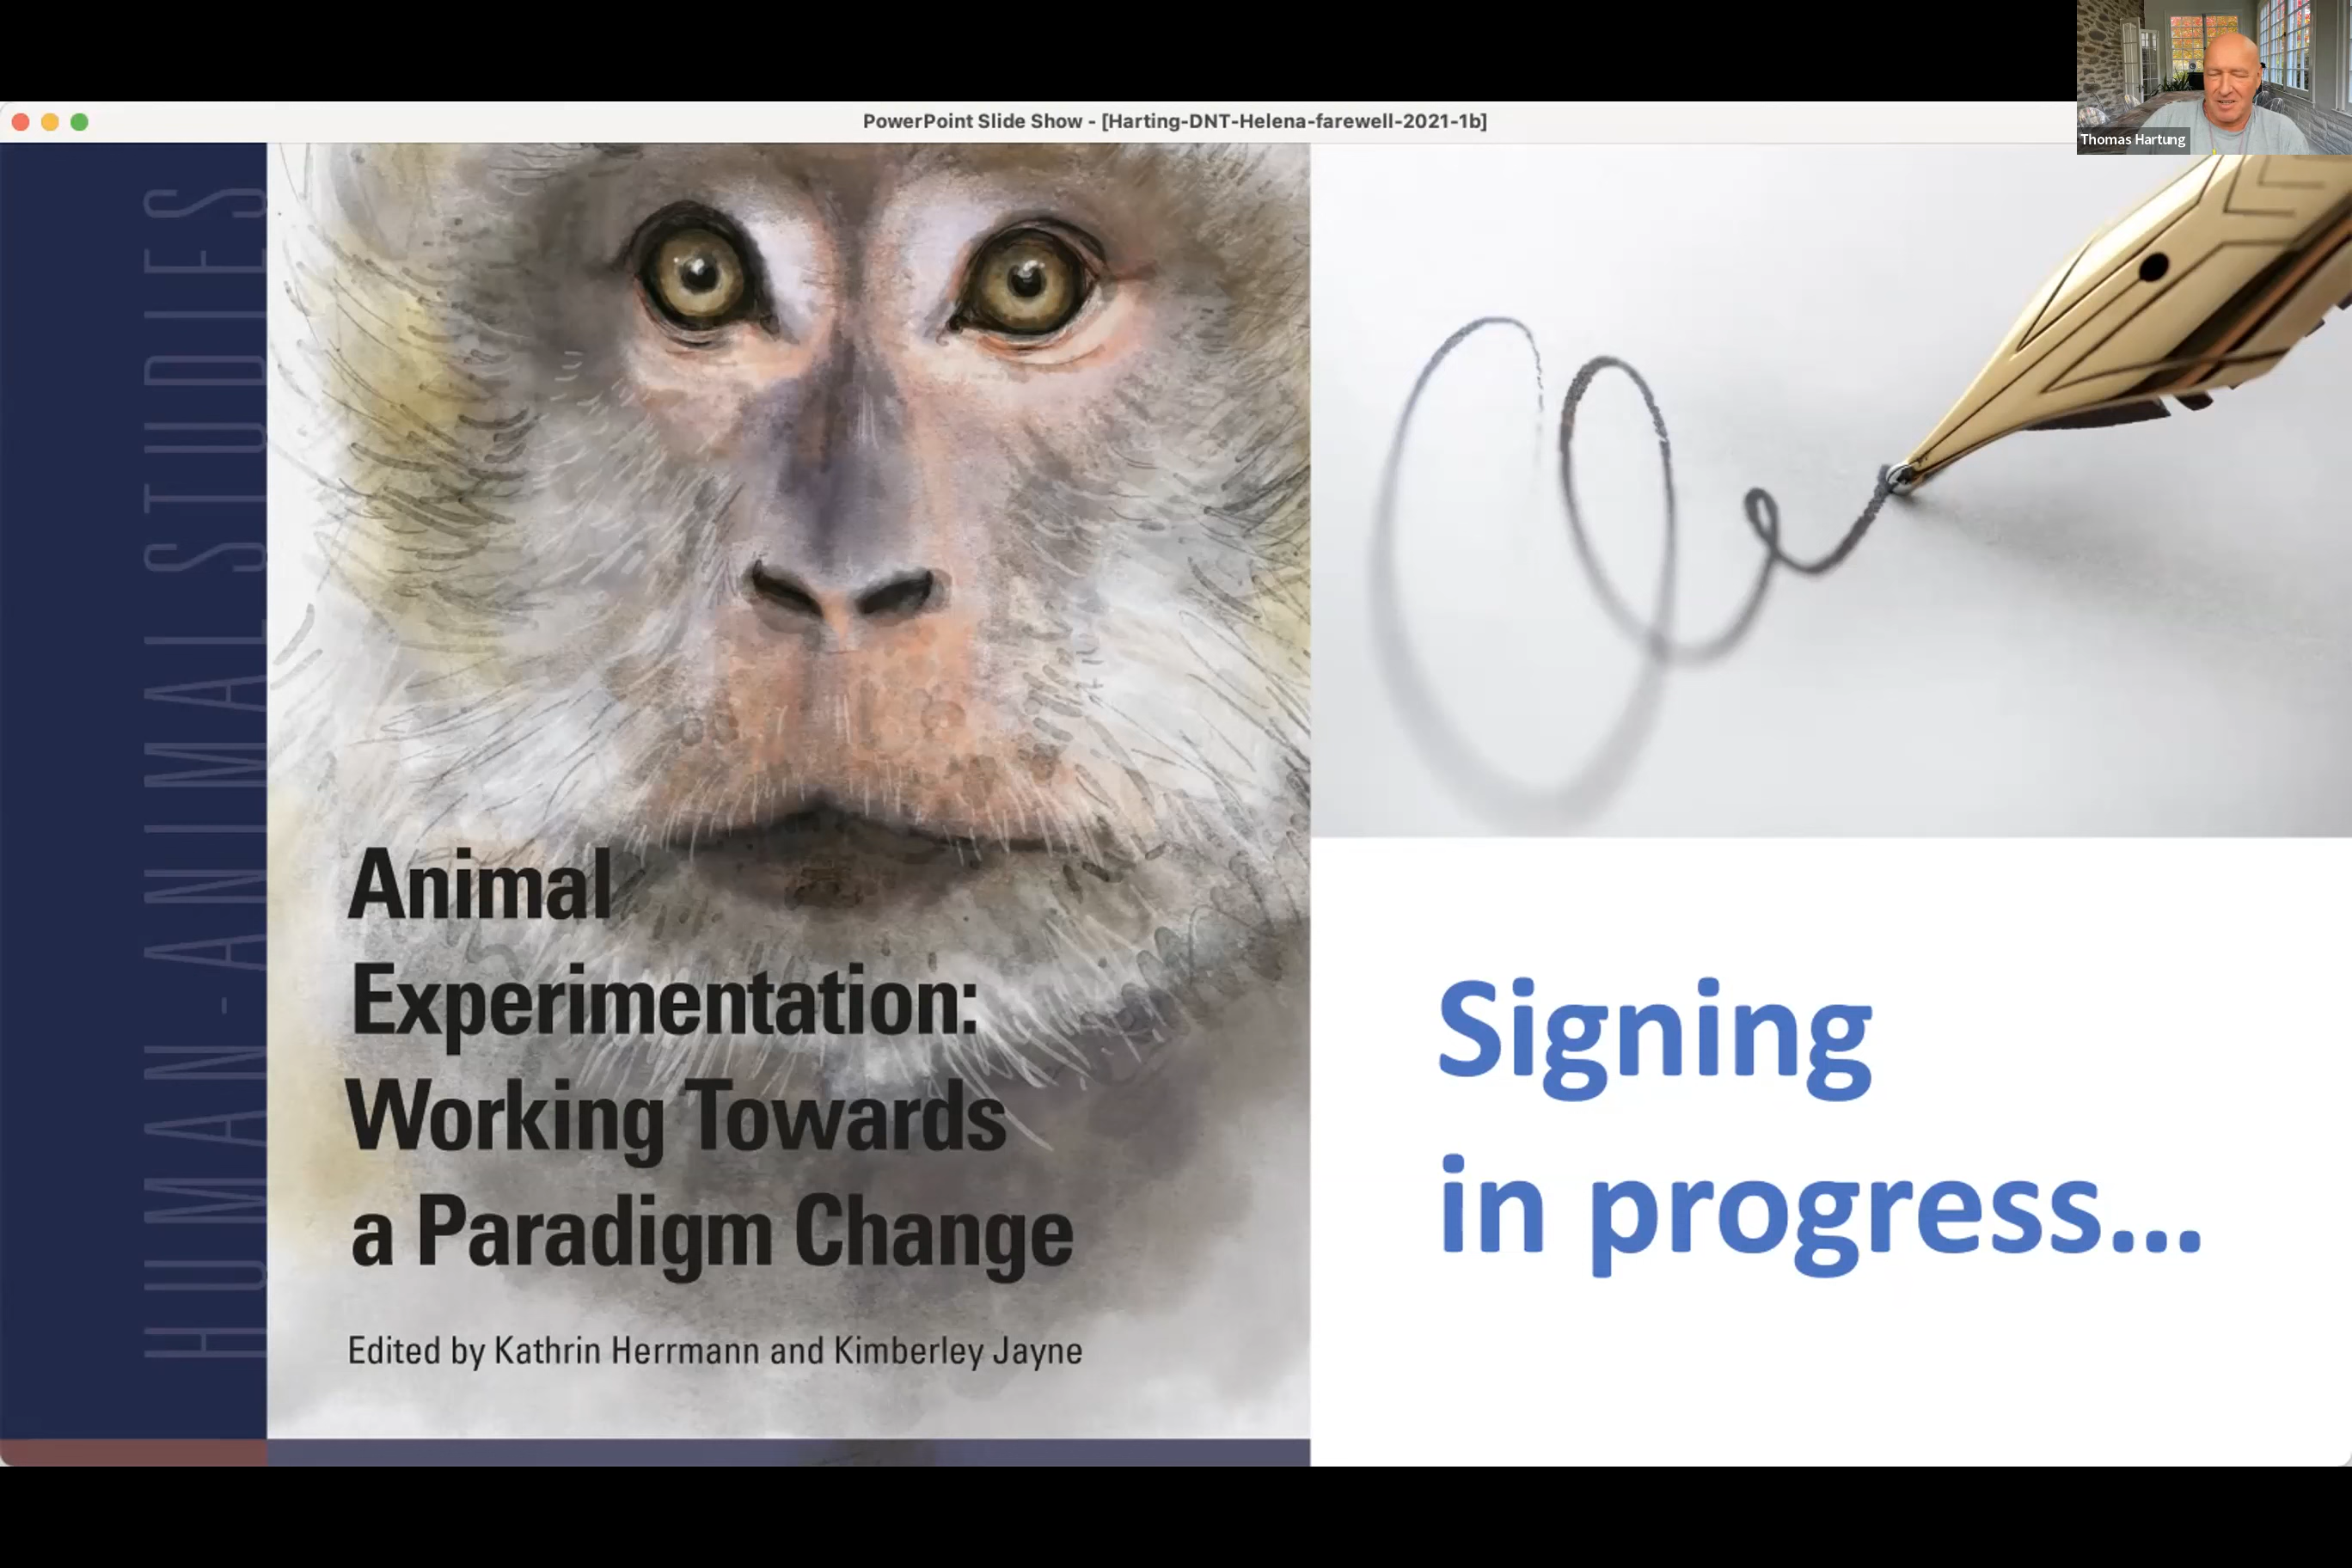 PowerPoint Slide Show - [Harting-DNT-Helena-farewell-2021-1b]
Thomas Hartung
HUMAN-ANIMAL STUDIES
Animal
Experimentation:
Working Towards
a Paradigm Change
Edited by Kathrin Herrmann and Kimberley Jayne
Signing
in progress...